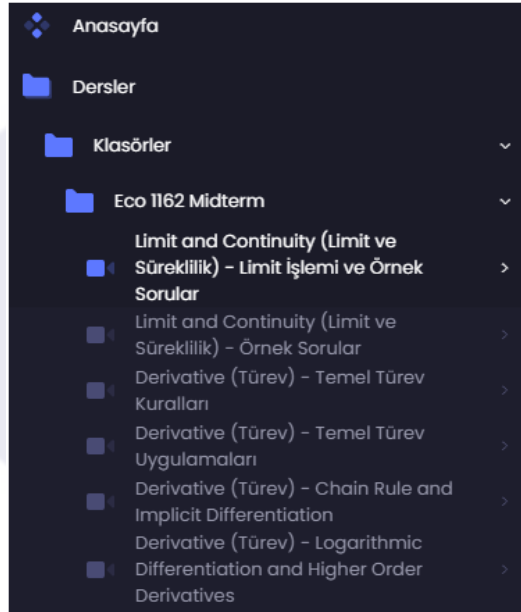 Anasayfa
Dersler
Klasörler
Eco 1162 Midterm
Limit and Continuity (Limit ve
Süreklilik) - Limit İşlemi ve Örnek
Sorular
Limit and Continuity (Limit ve
Süreklilik) - Örnek Sorular
Derivative (Türev) - Temel Türev
Kuralları
Derivative (Türev) - Temel Türev
Uygulamaları
Derivative (Türev) - Chain Rule and
Implicit Differentiation
Derivative (Türev) - Logarithmic
Differentiation and Higher Order
Derivatives